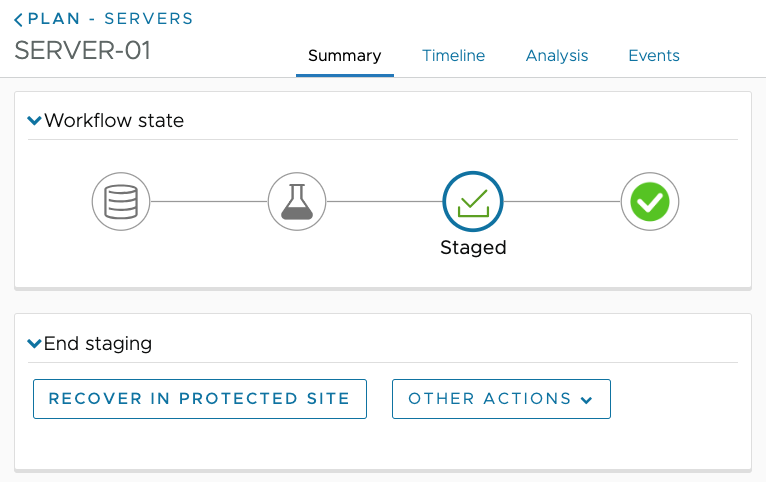 PLAN - SERVERS
SERVER-01
Summary
Timeline
Analysis
Events
Workflow state
Staged
End staging
RECOVER IN PROTECTED SITE
OTHER ACTIONS